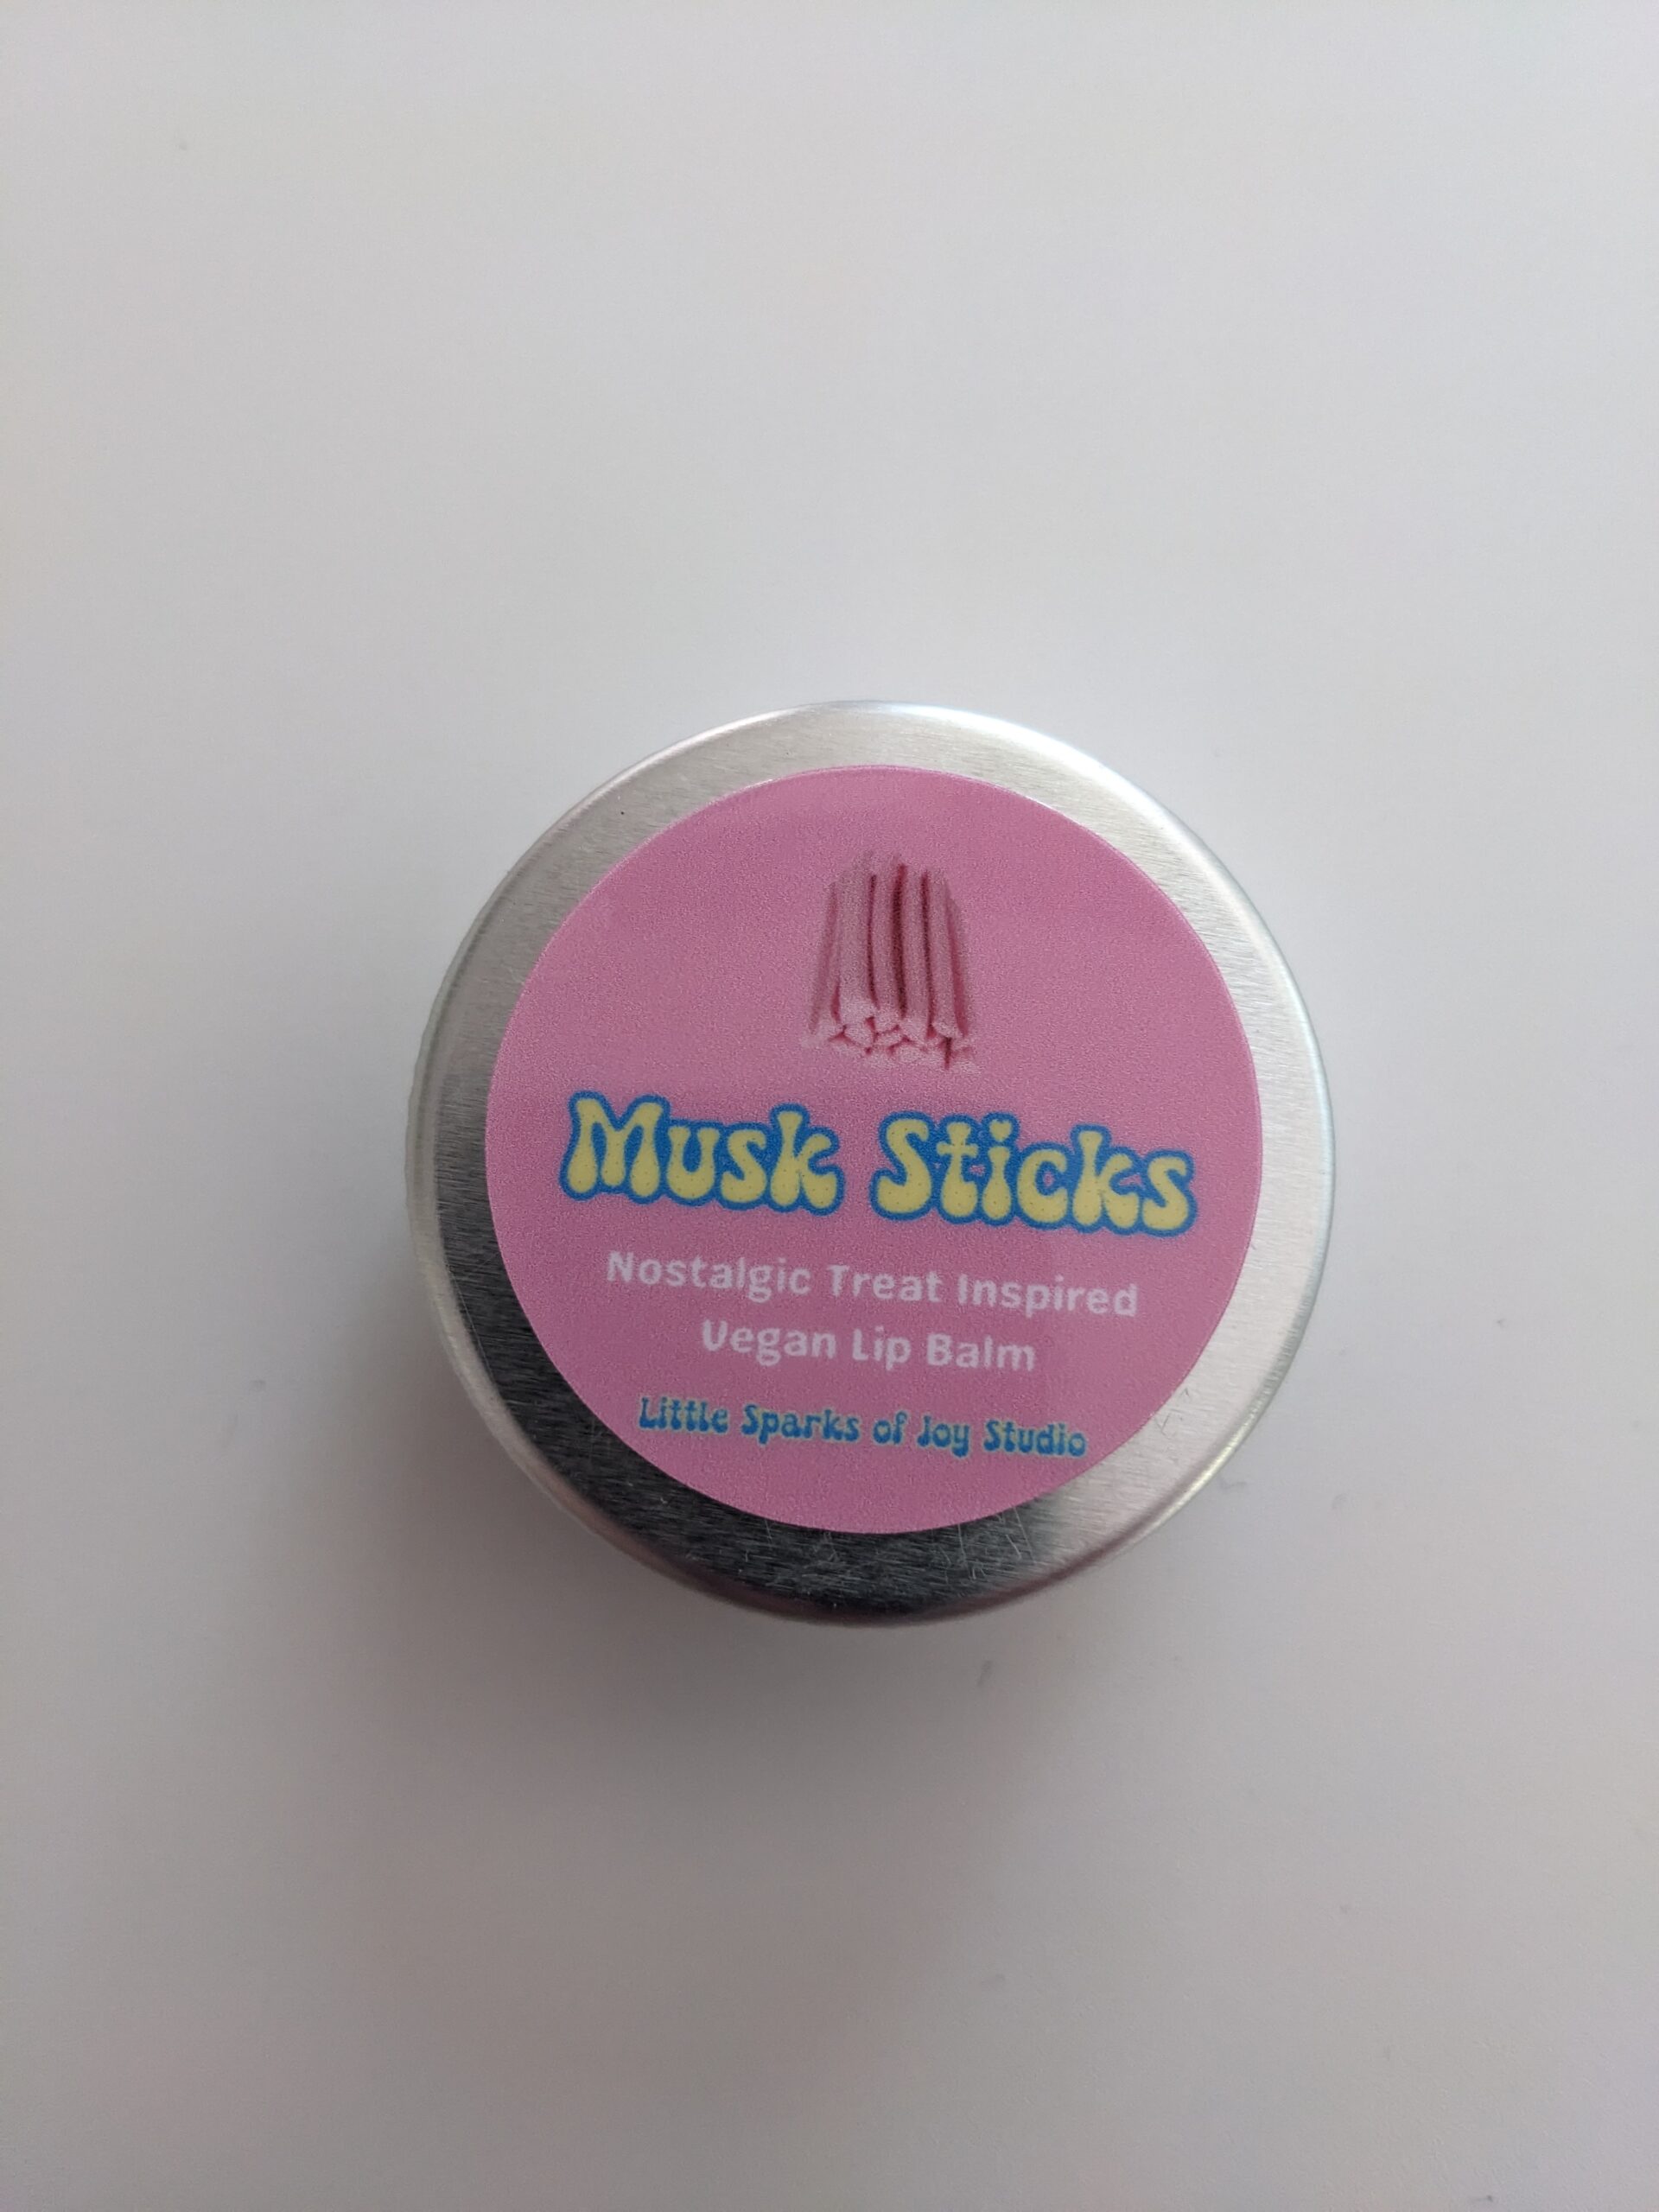 Musk Sticks
Nostalgic Treat Inspired
Vegan Lip Balm
Little Sparks of Joy Studio